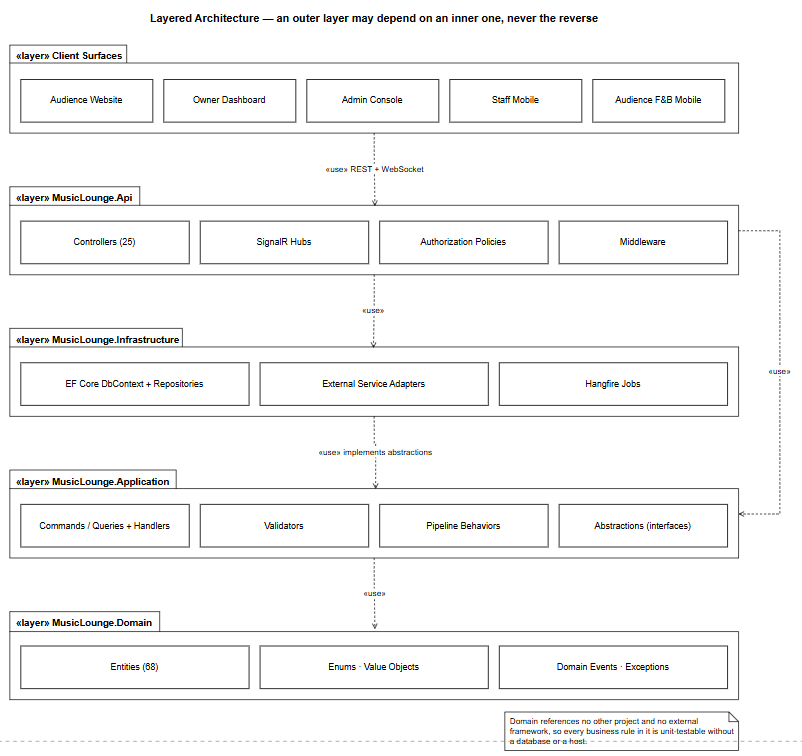 Layered Architecture — an outer layer may depend on an inner one, never the reverse
«layer» Client Surfaces
Audience Website
Owner Dashboard
Admin Console
Staff Mobile
Audience F&B Mobile
«use» REST + WebSocket
«layer» MusicLounge.Api
Controllers (25)
SignalR Hubs
Authorization Policies
Middleware
«use»
«layer» MusicLounge.Infrastructure
EF Core DbContext + Repositories
External Service Adapters
Hangfire Jobs
«use»
«use» implements abstractions
«layer» MusicLounge.Application
Commands / Queries + Handlers
Validators
Pipeline Behaviors
Abstractions (interfaces)
«use»
«layer» MusicLounge.Domain
Entities (68)
Enums · Value Objects
Domain Events · Exceptions
Domain references no other project and no external
framework, so every business rule in it is unit-testable without
a database or a host.